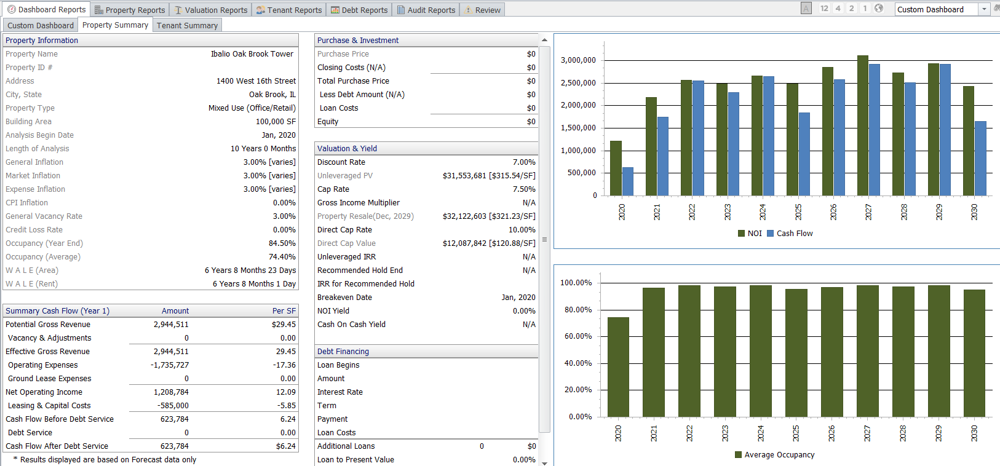 Dashboard Reports Property Reports Valuation Reports Tenant Reports Debt Reports Audit Reports Review A 12 4 2 1 Custom Dashboard
Custom Dashboard Property Summary Tenant Summary
Property Information
Property Name Ibalio Oak Brook Tower
Property ID #
Address 1400 West 16th Street
City, State Oak Brook, IL
Property Type Mixed Use (Office/Retail)
Building Area 100,000 SF
Analysis Begin Date Jan, 2020
Length of Analysis 10 Years 0 Months
General Inflation 3.00% [varies]
Market Inflation 3.00% [varies]
Expense Inflation 3.00% [varies]
CPI Inflation 0.00%
General Vacancy Rate 3.00%
Credit Loss Rate 0.00%
Occupancy (Year End) 84.50%
Occupancy (Average) 74.40%
W A L E (Area) 6 Years 8 Months 23 Days
W A L E (Rent) 6 Years 8 Months 1 Day
Summary Cash Flow (Year 1) Amount Per SF
Potential Gross Revenue 2,944,511 $29.45
Vacancy & Adjustments 0 0.00
Effective Gross Revenue 2,944,511 29.45
Operating Expenses -1,735,727 -17.36
Ground Lease Expenses 0 0.00
Net Operating Income 1,208,784 12.09
Leasing & Capital Costs -585,000 -5.85
Cash Flow Before Debt Service 623,784 6.24
Debt Service 0 0.00
Cash Flow After Debt Service 623,784 $6.24
* Results displayed are based on Forecast data only
Purchase & Investment
Purchase Price $0
Closing Costs (N/A) $0
Total Purchase Price $0
Less Debt Amount (N/A) $0
Loan Costs $0
Equity $0
Valuation & Yield
Discount Rate 7.00%
Unleveraged PV $31,553,681 [$315.54/SF]
Cap Rate 7.50%
Gross Income Multiplier N/A
Property Resale(Dec, 2029) $32,122,603 [$321.23/SF]
Direct Cap Rate 10.00%
Direct Cap Value $12,087,842 [$120.88/SF]
Unleveraged IRR N/A
Recommended Hold End N/A
IRR for Recommended Hold
Breakeven Date Jan, 2020
NOI Yield 0.00%
Cash On Cash Yield N/A
Debt Financing
Loan Begins
Amount
Interest Rate
Term
Payment
Loan Costs
Additional Loans 0 $0
Loan to Present Value 0.00%
3,000,000
2,500,000
2,000,000
1,500,000
1,000,000
500,000
0
2020 2021 2022 2023 2024 2025 2026 2027 2028 2029 2030
NOI Cash Flow
100.00%
80.00%
60.00%
40.00%
20.00%
0.00%
2020 2021 2022 2023 2024 2025 2026 2027 2028 2029 2030
Average Occupancy